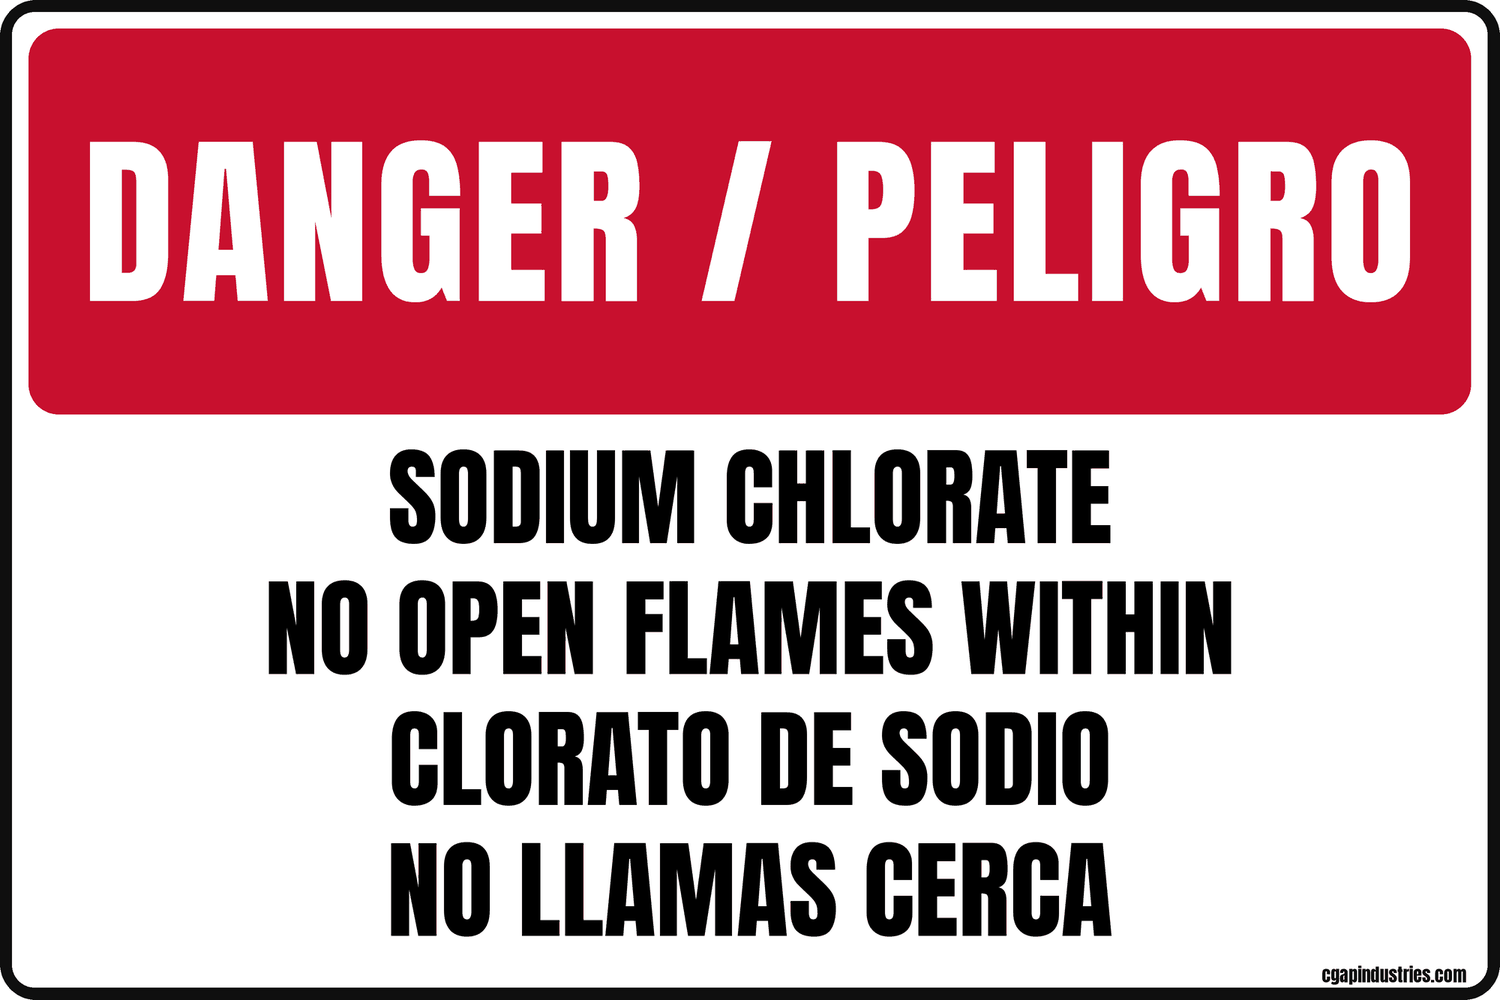 DANGER / PELIGRO
SODIUM CHLORATE
NO OPEN FLAMES WITHIN
CLORATO DE SODIO
NO LLAMAS CERCA
cgapindustries.com